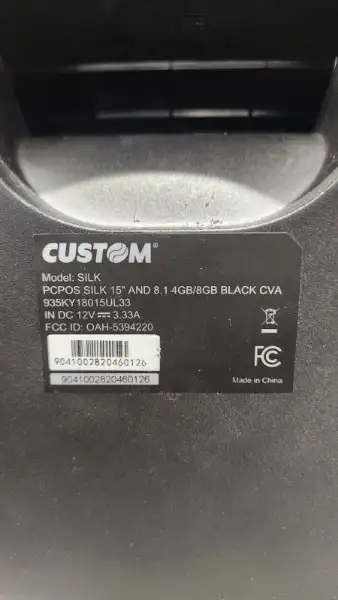 CUSTOM®
Model: SILK
PCPOS SILK 15" AND 8.1 4GB/8GB BLACK CVA
935KY18015UL33
IN DC 12V ⎓ 3.33A
FCC ID: OAH-5394220
9041002820460126
9041002820460126
FC
Made in China